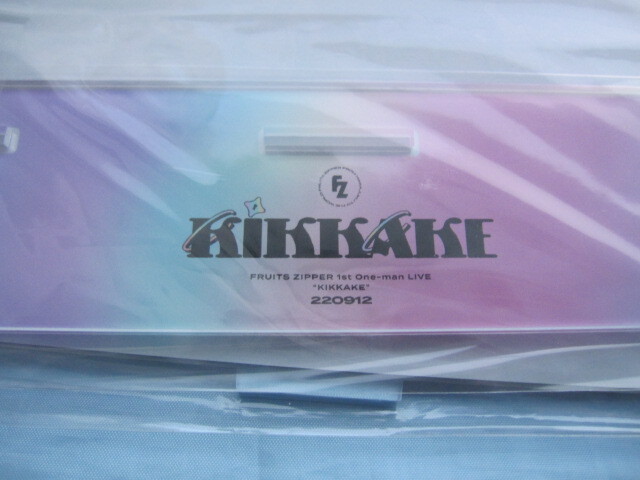 FZ
KIKKAKE
FRUITS ZIPPER 1st One-man LIVE
"KIKKAKE"
220912